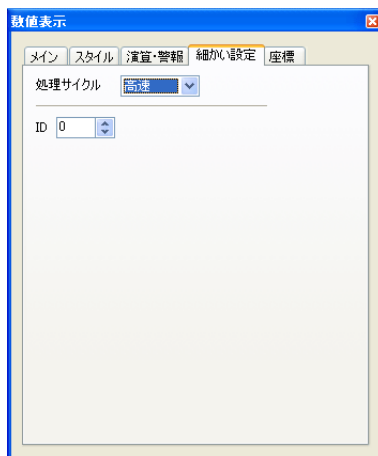 数値表示
メイン スタイル 演算・警報 細かい設定 座標
処理サイクル 高速
ID 0